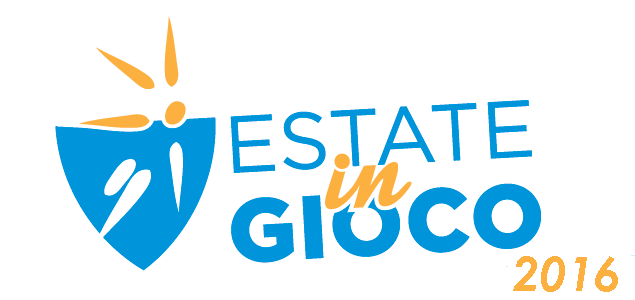 ESTATE
in
GIOCO
2016